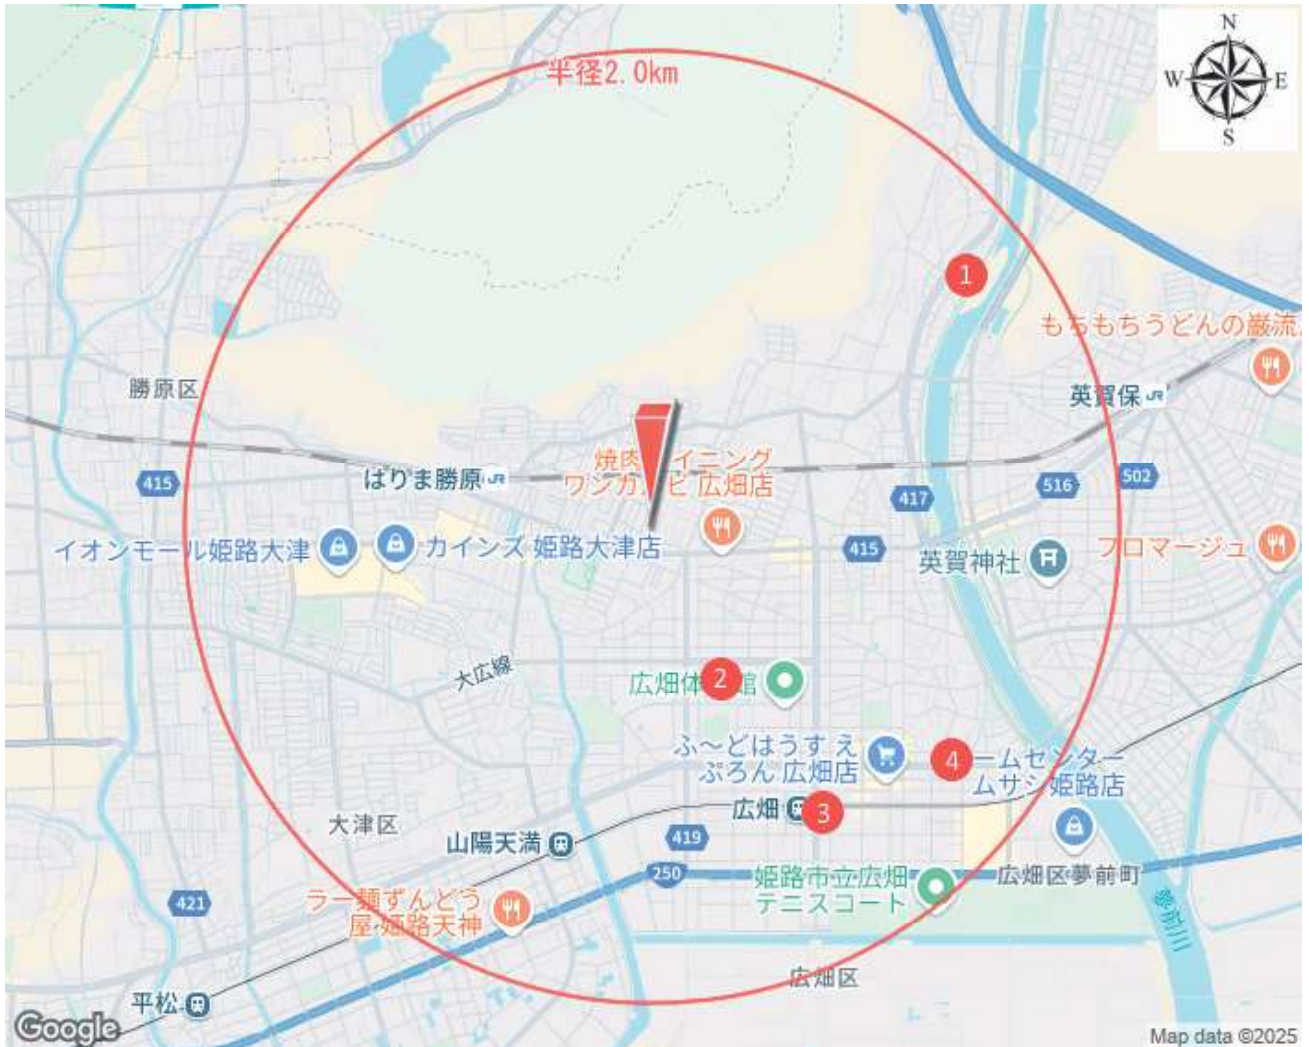 半径2.0km
N
W
E
S
1
もちもちうどんの巌流
勝原区
英賀保 JR
415
はりま勝原 JR
焼肉
イニング
ワンカ
ビ 広畑店
417
516
502
イオンモール姫路大津
カインズ 姫路大津店
415
英賀神社
フロマージュ
大広線
広畑体
2
館
ふ〜どはうす え
ぷろん 広畑店
4
ームセンター
ムサシ姫路店
広畑
3
大津区
山陽天満
419
250
姫路市立広畑
テニスコート
広畑区夢前町
421
ラー麺ずんどう
屋 姫路天神
夢前川
広畑区
平松
Google
Map data ©2025